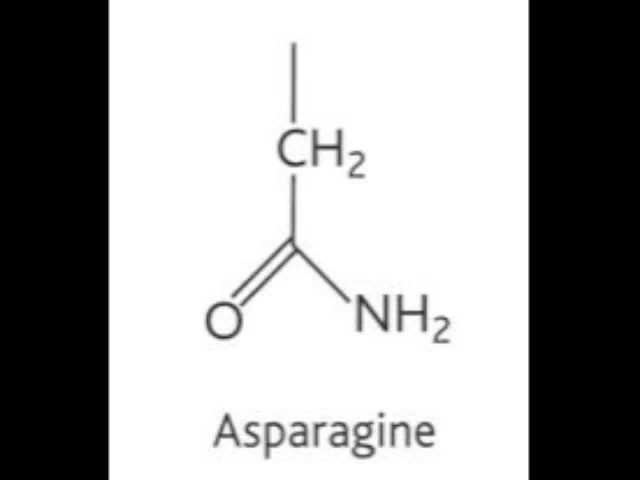 CH₂
O NH₂
Asparagine